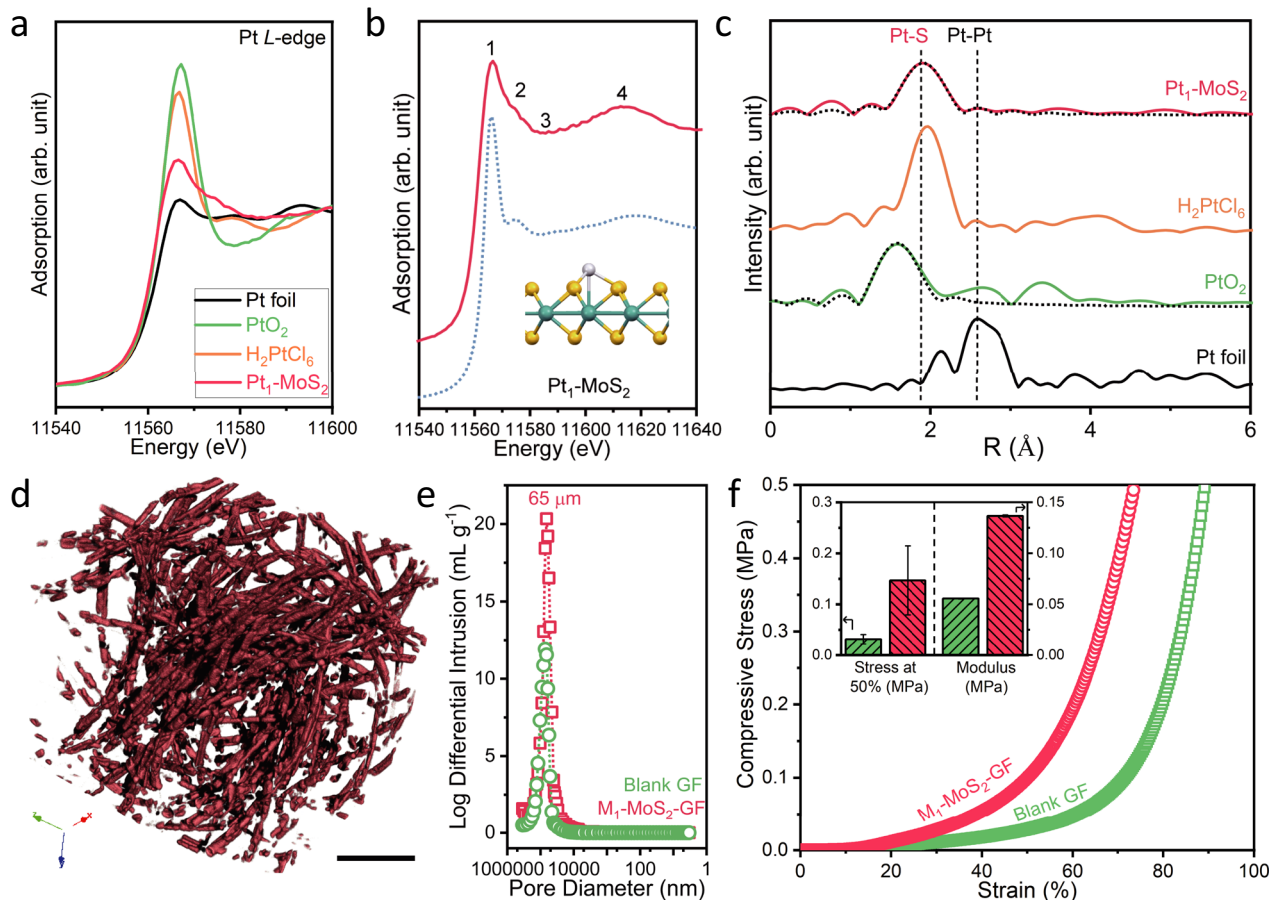 a
Pt L-edge
Adsorption (arb. unit)
Pt foil
PtO₂
H₂PtCl₆
Pt₁-MoS₂
11540 11560 11580 11600
Energy (eV)
b
1
2
3
4
Adsorption (arb. unit)
Pt₁-MoS₂
11540 11560 11580 11600 11620 11640
Energy (eV)
c
Pt-S
Pt-Pt
Intensity (arb. unit)
Pt₁-MoS₂
H₂PtCl₆
PtO₂
Pt foil
0 2 4 6
R (Å)
d
z
x
y
e
65 μm
Log Differential Intrusion (mL g⁻¹)
20
15
10
5
0
Blank GF
M₁-MoS₂-GF
1000000 10000 100 1
Pore Diameter (nm)
f
Compressive Stress (MPa)
0.5
0.4
0.3
0.2
0.1
0.0
0.3
0.2
0.1
0.0
0.15
0.10
0.05
0.00
Stress at
50% (MPa)
Modulus
(MPa)
M₁-MoS₂-GF
Blank GF
0 20 40 60 80 100
Strain (%)